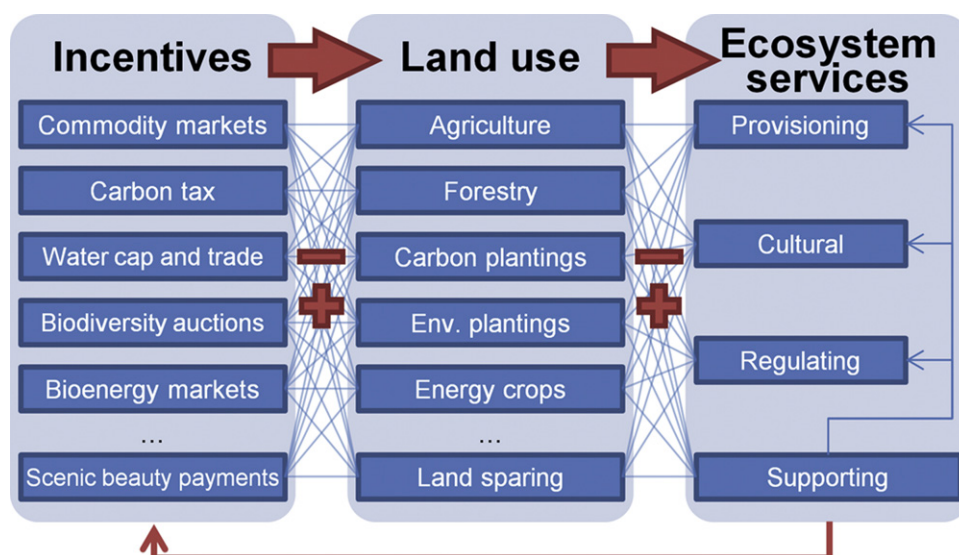 Incentives
Land use
Ecosystem
services
Commodity markets
Carbon tax
Water cap and trade
Biodiversity auctions
Bioenergy markets
...
Scenic beauty payments
Agriculture
Forestry
Carbon plantings
Env. plantings
Energy crops
...
Land sparing
Provisioning
Cultural
Regulating
Supporting